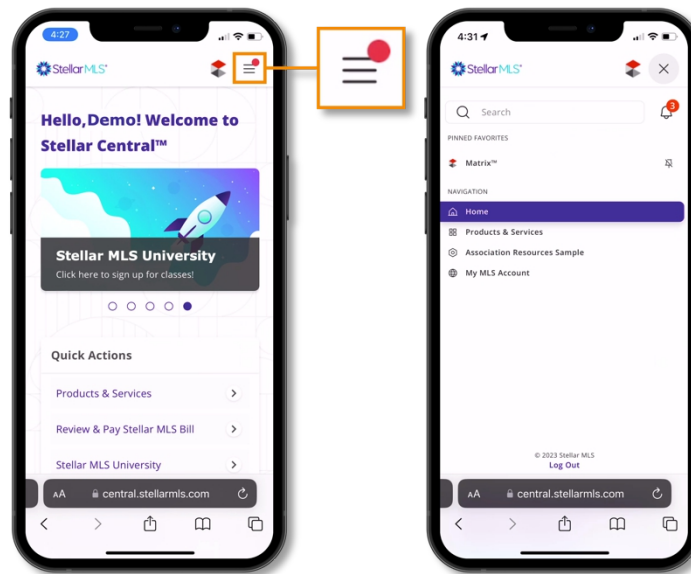 4:27
StellarMLS®
Hello,Demo! Welcome to
Stellar Central™
Stellar MLS University
Click here to sign up for classes!
Quick Actions
Products & Services
Review & Pay Stellar MLS Bill
Stellar MLS University
AA central.stellarmls.com
4:31
StellarMLS®
Search
3
PINNED FAVORITES
Matrix™
NAVIGATION
Home
Products & Services
Association Resources Sample
My MLS Account
© 2023 Stellar MLS
Log Out
AA central.stellarmls.com